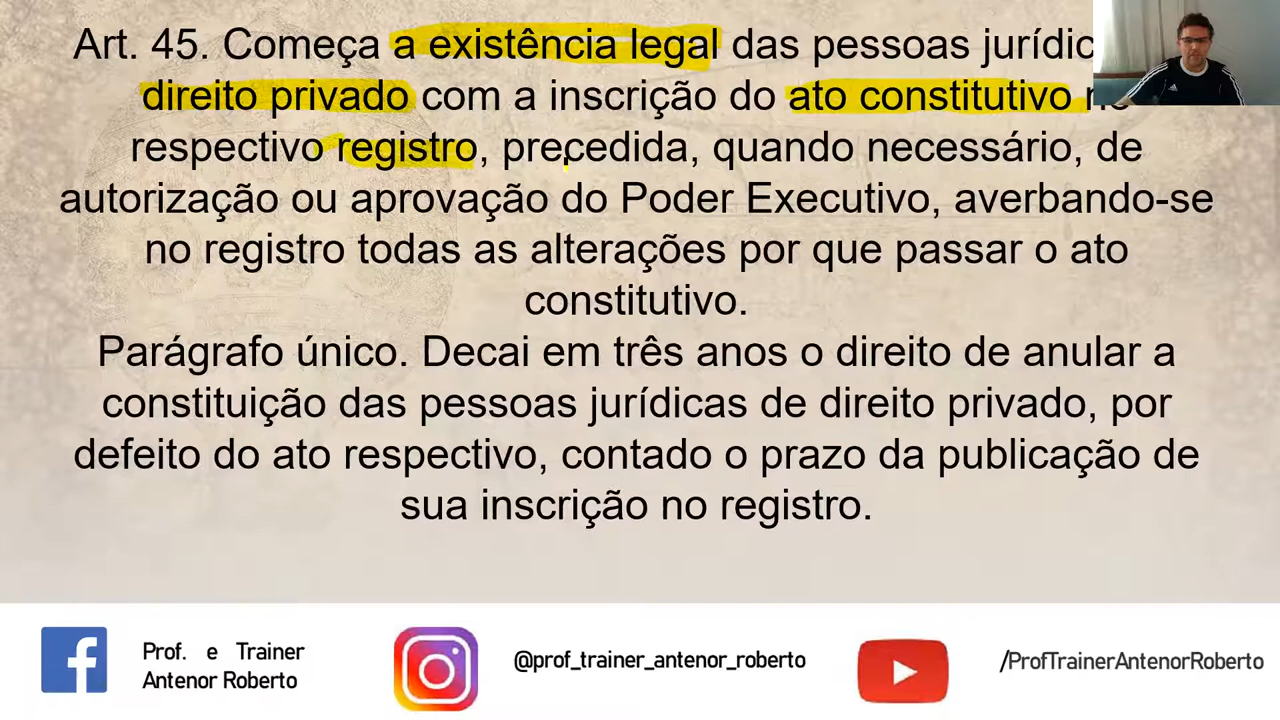 Art. 45. Começa a existência legal das pessoas
direito privado com a inscrição do ato constitutivo
respectivo registro, precedida, quando necessário, de
autorização ou aprovação do Poder Executivo, averbando-se
no registro todas as alterações por que passar o ato
constitutivo.
Parágrafo único. Decai em três anos o direito de anular a
constituição das pessoas jurídicas de direito privado, por
defeito do ato respectivo, contado o prazo da publicação de
sua inscrição no registro.
Prof. e Trainer
Antenor Roberto
@prof_trainer_antenor_roberto
/ProfTrainerAntenorRoberto